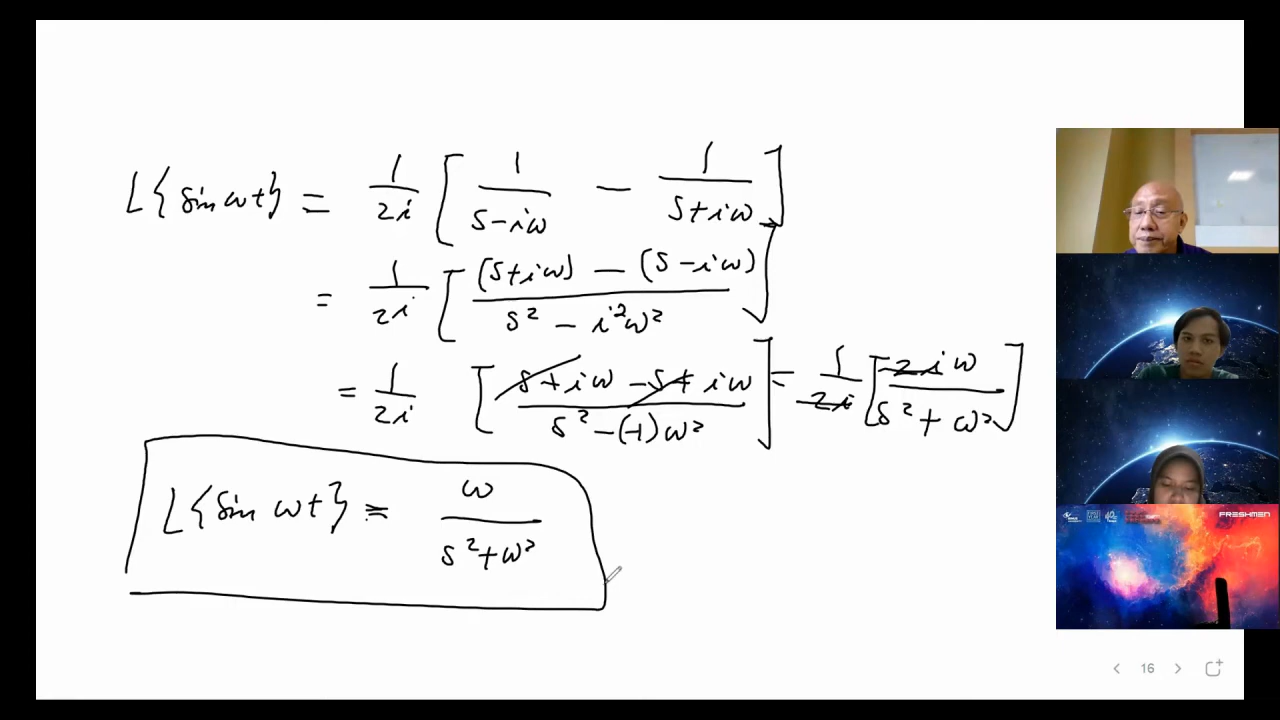 L{sin ωt} = 1/2i [ 1/(s-iω) - 1/(s+iω) ]
= 1/2i [ ((s+iω) - (s-iω))/(s² - i²ω²) ]
= 1/2i [ (s+iω - s+iω)/(s²-(-1)ω²) ] = 1/2i [ 2iω/(s²+ω²) ]
L{sin ωt} = ω/(s²+ω²)
FRESHMEN
16